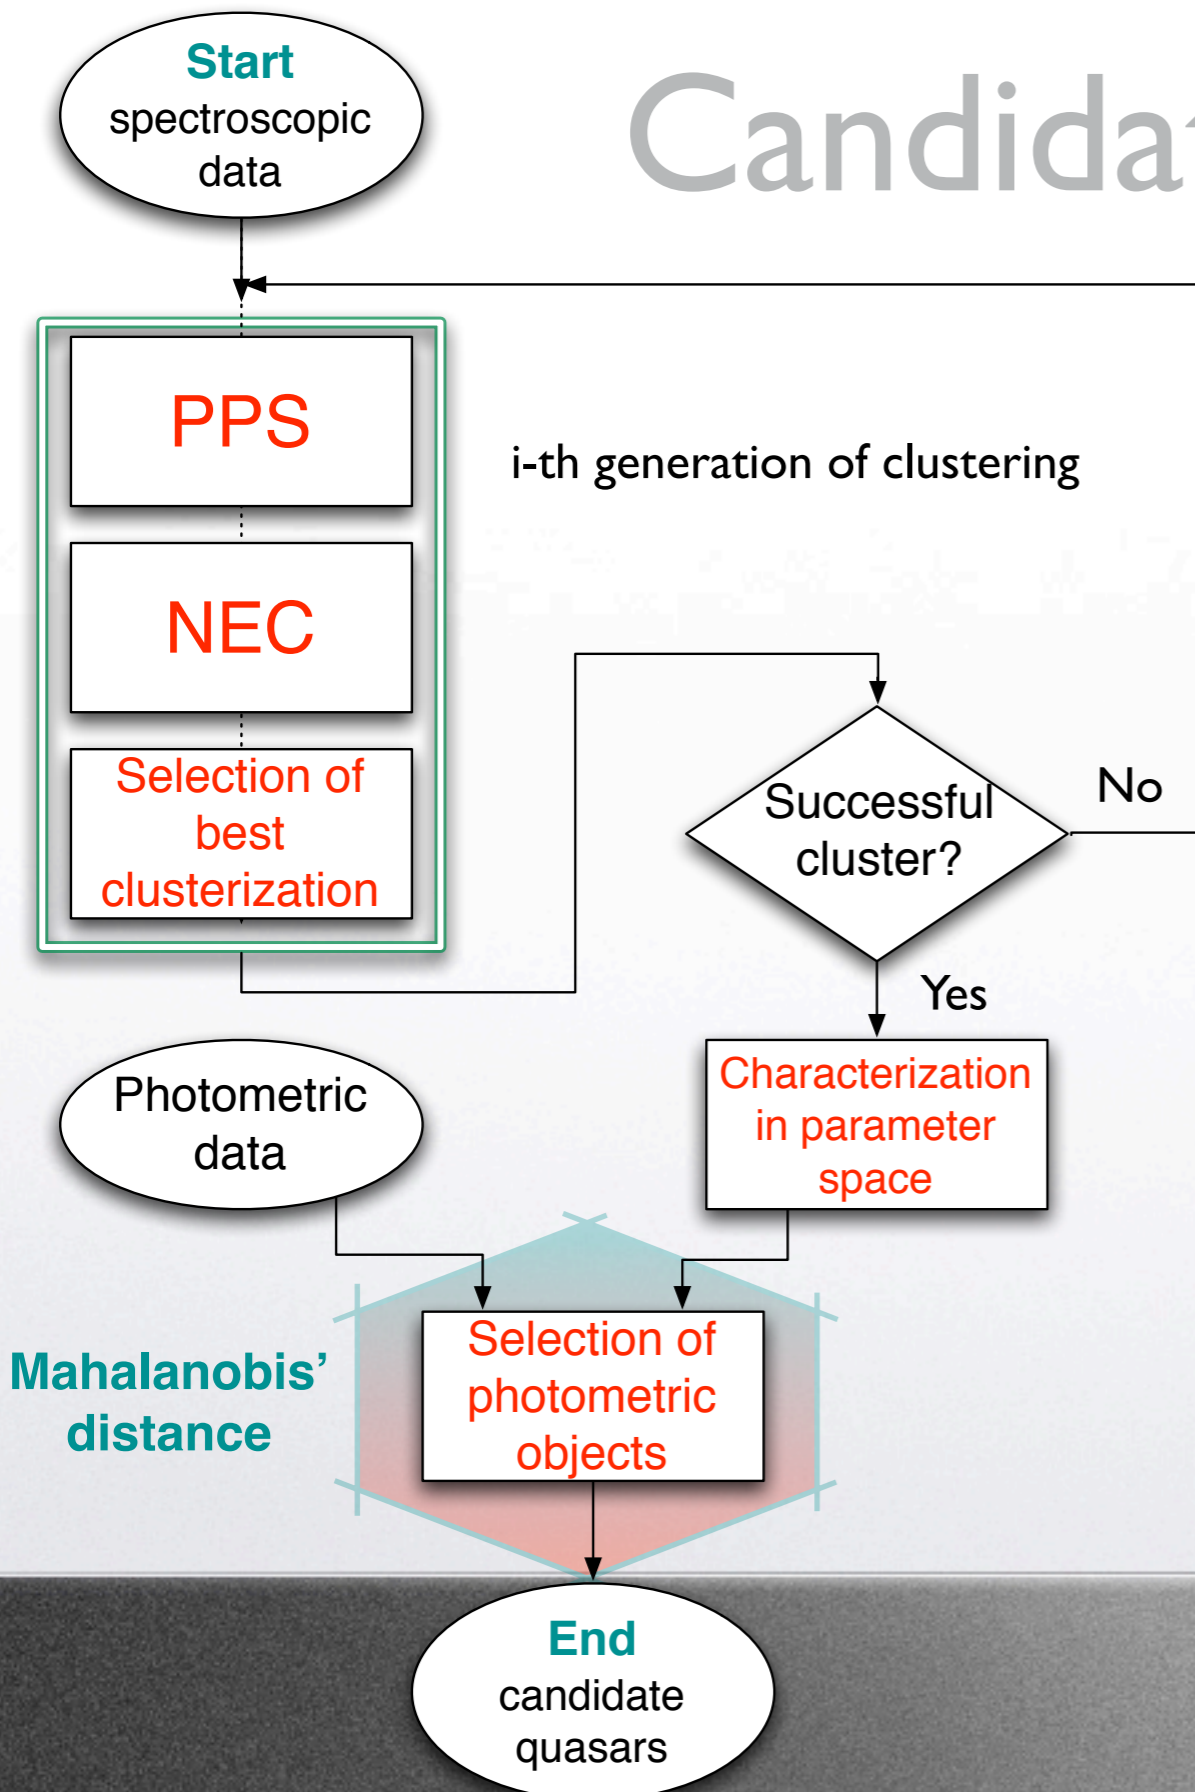 Start
spectroscopic
data
Candida
PPS
i-th generation of clustering
NEC
Selection of
best
clusterization
Successful
cluster?
No
Yes
Photometric
data
Characterization
in parameter
space
Mahalanobis’
distance
Selection of
photometric
objects
End
candidate
quasars